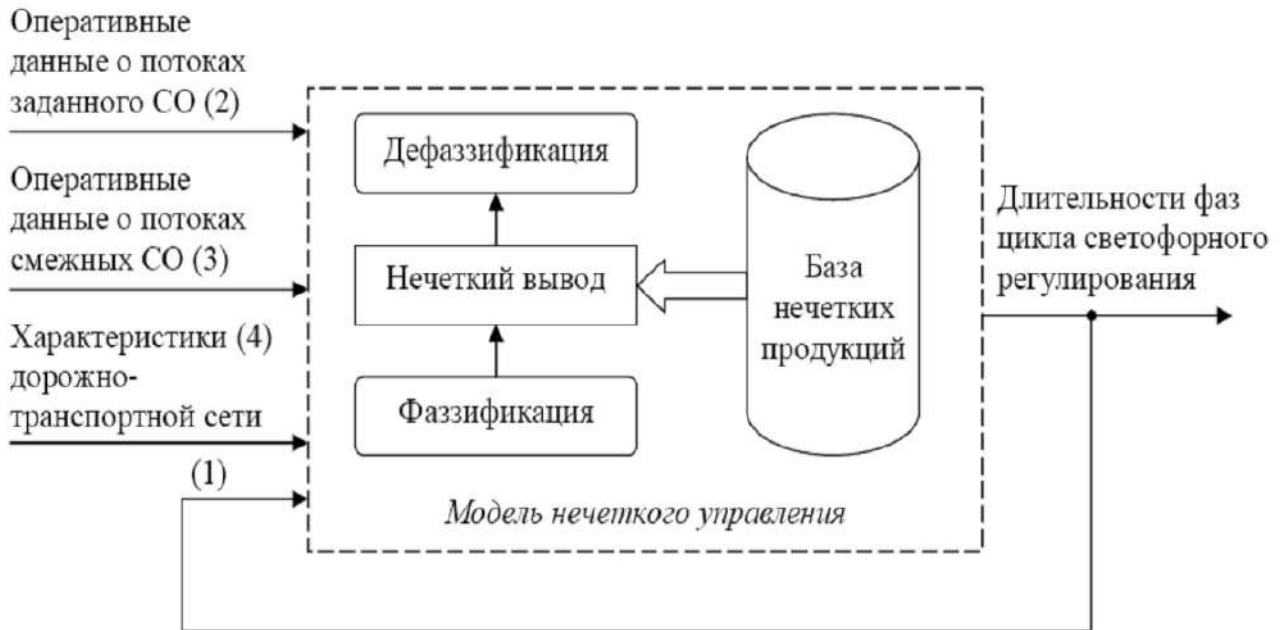 Оперативные
данные о потоках
заданного СО (2)
Оперативные
данные о потоках
смежных СО (3)
Характеристики (4)
дорожно-
транспортной сети
(1)
Дефаззификация
Нечеткий вывод
Фаззификация
База
нечетких
продукций
Модель нечеткого управления
Длительности фаз
цикла светофорного
регулирования